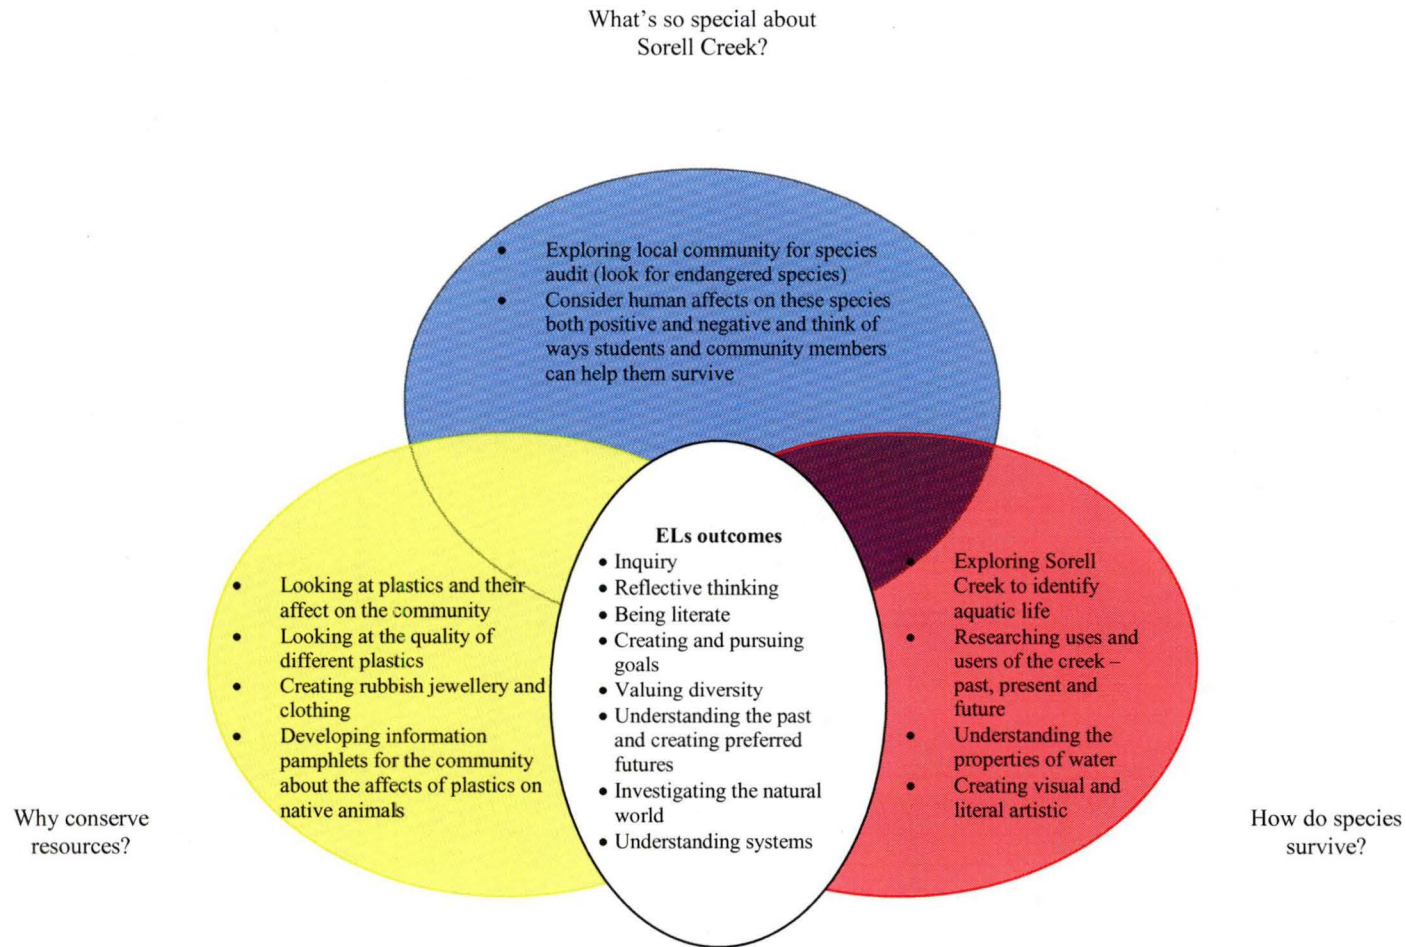 What's so special about
Sorell Creek?
• Exploring local community for species
audit (look for endangered species)
• Consider human affects on these species
both positive and negative and think of
ways students and community members
can help them survive
• Looking at plastics and their
affect on the community
• Looking at the quality of
different plastics
• Creating rubbish jewellery and
clothing
• Developing information
pamphlets for the community
about the affects of plastics on
native animals
ELs outcomes
• Inquiry
• Reflective thinking
• Being literate
• Creating and pursuing
goals
• Valuing diversity
• Understanding the past
and creating preferred
futures
• Investigating the natural
world
• Understanding systems
• Exploring Sorell
Creek to identify
aquatic life
• Researching uses and
users of the creek –
past, present and
future
• Understanding the
properties of water
• Creating visual and
literal artistic
Why conserve
resources?
How do species
survive?